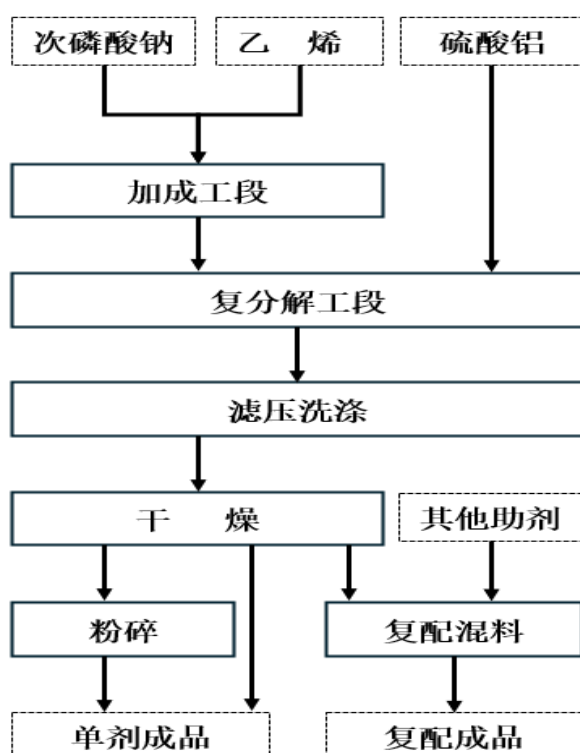 次磷酸钠 乙 烯 硫酸铝
加成工段
复分解工段
滤压洗涤
干 燥 其他助剂
粉碎 复配混料
单剂成品 复配成品